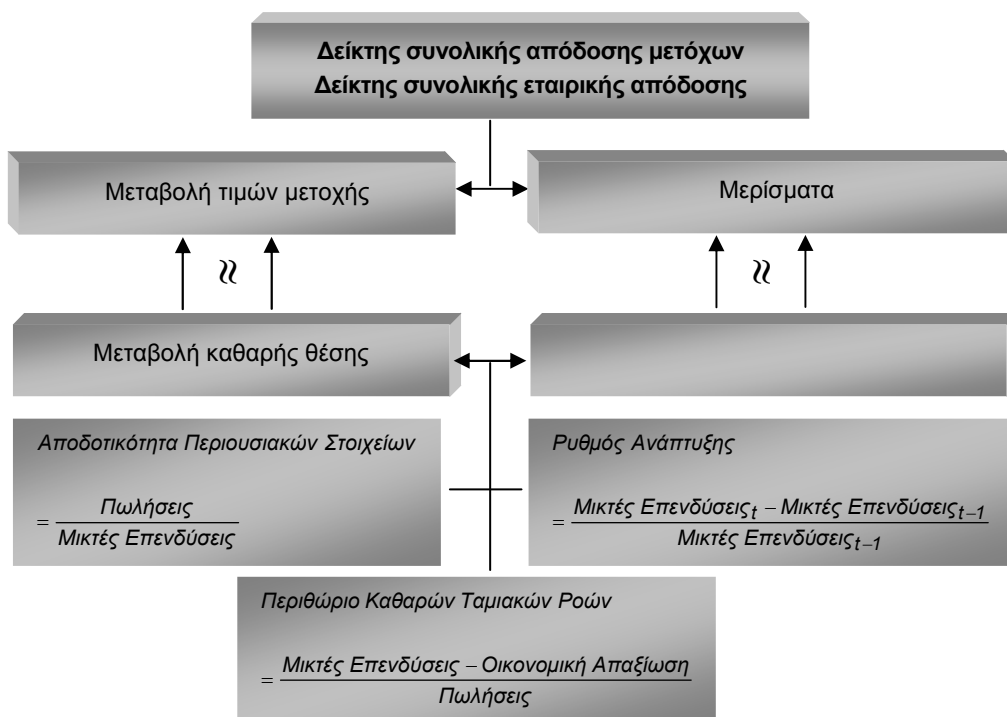 Δείκτης συνολικής απόδοσης μετόχων
Δείκτης συνολικής εταιρικής απόδοσης
Μεταβολή τιμών μετοχής
Μερίσματα
≈
≈
Μεταβολή καθαρής θέσης
Αποδοτικότητα Περιουσιακών Στοιχείων
= Πωλήσεις / Μικτές Επενδύσεις
Ρυθμός Ανάπτυξης
= Μικτές Επενδύσεις_t − Μικτές Επενδύσεις_{t−1} / Μικτές Επενδύσεις_{t−1}
Περιθώριο Καθαρών Ταμιακών Ροών
= Μικτές Επενδύσεις − Οικονομική Απαξίωση / Πωλήσεις